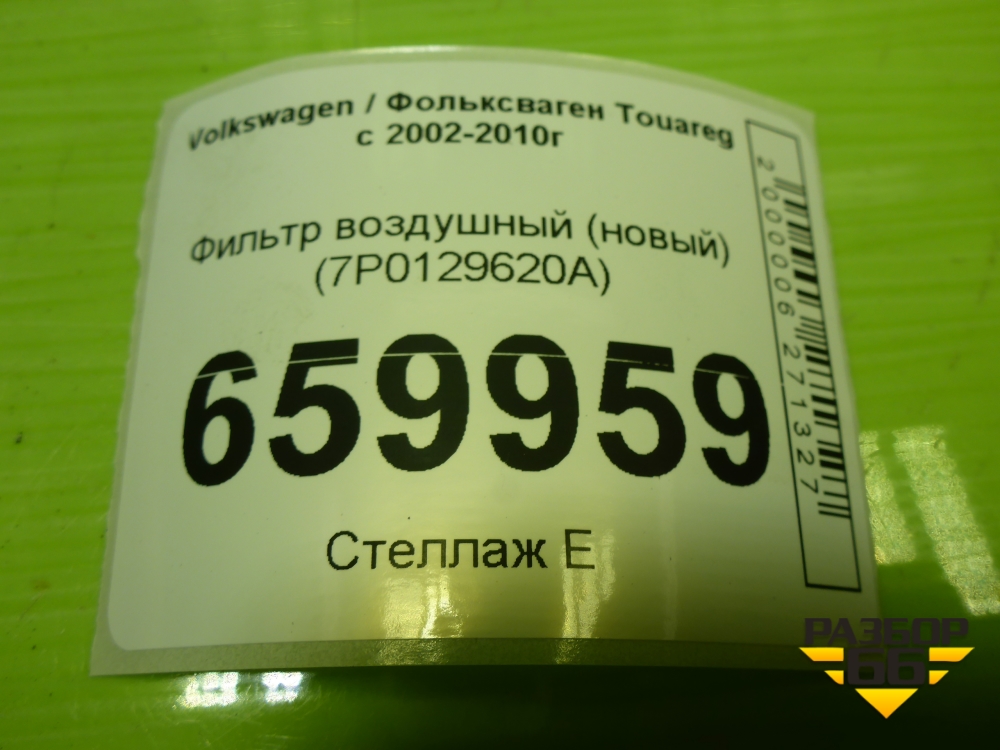 Volkswagen / Фольксваген Touareg
с 2002-2010г
Фильтр воздушный (новый)
(7P0129620A)
659959
Стеллаж Е
2000006271327
РАЗБОР
66